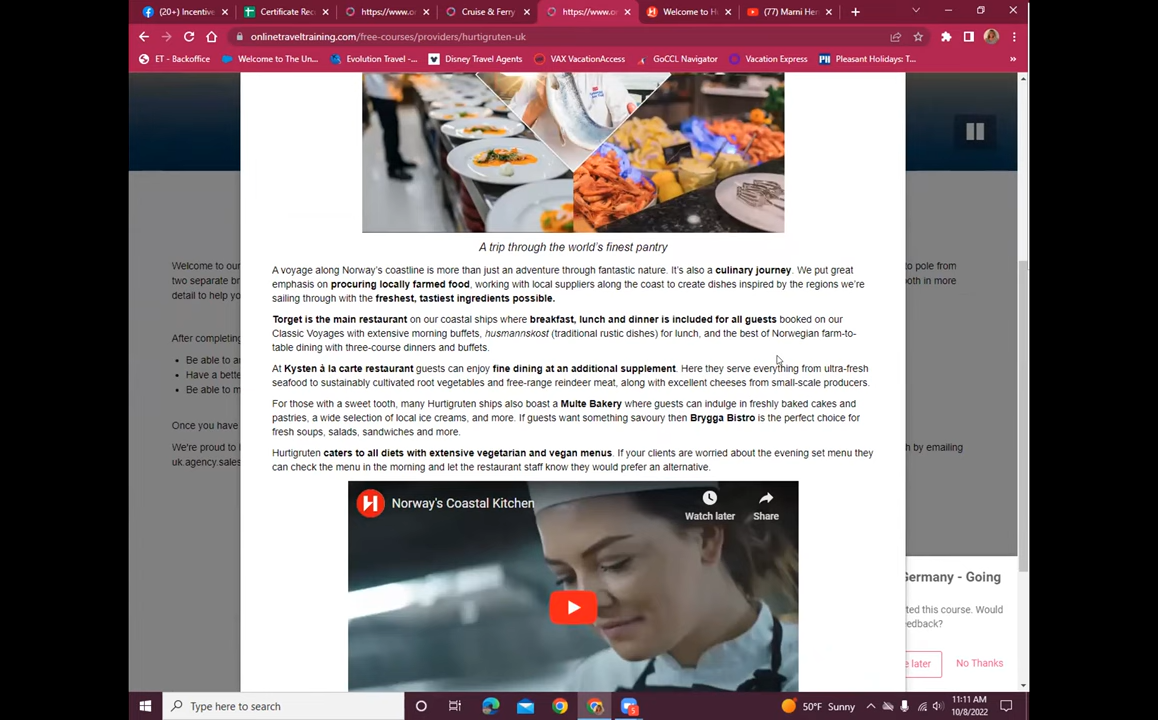 (20+) Incentive
Certificate Rec
https://www.on
Cruise & Ferry
https://www.on
Welcome to Hu
(77) Marni Her
onlinetraveltraining.com/free-courses/providers/hurtigruten-uk
ET - Backoffice
Welcome to The Un...
Evolution Travel -...
Disney Travel Agents
VAX VacationAccess
GoCCL Navigator
Vacation Express
Pleasant Holidays: T...
A trip through the world's finest pantry
A voyage along Norway's coastline is more than just an adventure through fantastic nature. It's also a culinary journey. We put great
emphasis on procuring locally farmed food, working with local suppliers along the coast to create dishes inspired by the regions we're
sailing through with the freshest, tastiest ingredients possible.
Torget is the main restaurant on our coastal ships where breakfast, lunch and dinner is included for all guests booked on our
Classic Voyages with extensive morning buffets, husmannskost (traditional rustic dishes) for lunch, and the best of Norwegian farm-to-
table dining with three-course dinners and buffets.
At Kysten à la carte restaurant guests can enjoy fine dining at an additional supplement. Here they serve everything from ultra-fresh
seafood to sustainably cultivated root vegetables and free-range reindeer meat, along with excellent cheeses from small-scale producers.
For those with a sweet tooth, many Hurtigruten ships also boast a Multe Bakery where guests can indulge in freshly baked cakes and
pastries, a wide selection of local ice creams, and more. If guests want something savoury then Brygga Bistro is the perfect choice for
fresh soups, salads, sandwiches and more.
Hurtigruten caters to all diets with extensive vegetarian and vegan menus. If your clients are worried about the evening set menu they
can check the menu in the morning and let the restaurant staff know they would prefer an alternative.
Norway's Coastal Kitchen
Watch later
Share
Welcome to our
two separate br
detail to help yo
After completing
Be able to a
Have a bette
Be able to m
Once you have
We're proud to
uk.agency.sales
to pole from
both in more
h by emailing
Germany - Going
ted this course. Would
eedback?
e later
No Thanks
Type here to search
50°F Sunny
11:11 AM
10/8/2022